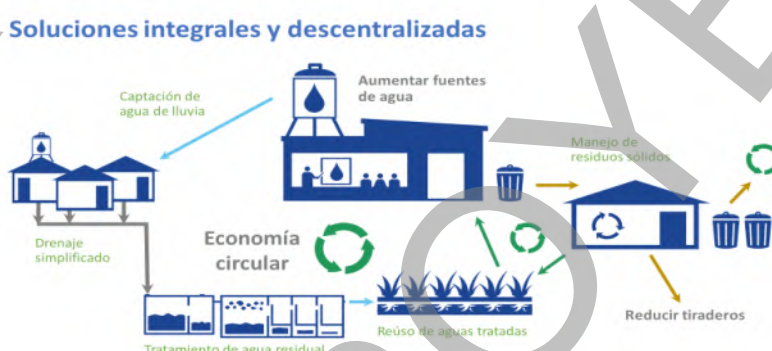 Soluciones integrales y descentralizadas
Aumentar fuentes
de agua
Captación de
agua de lluvia
Manejo de
residuos sólidos
Drenaje
simplificado
Economía
circular
Reducir tiraderos
Reúso de aguas tratadas
Tratamiento de agua residual